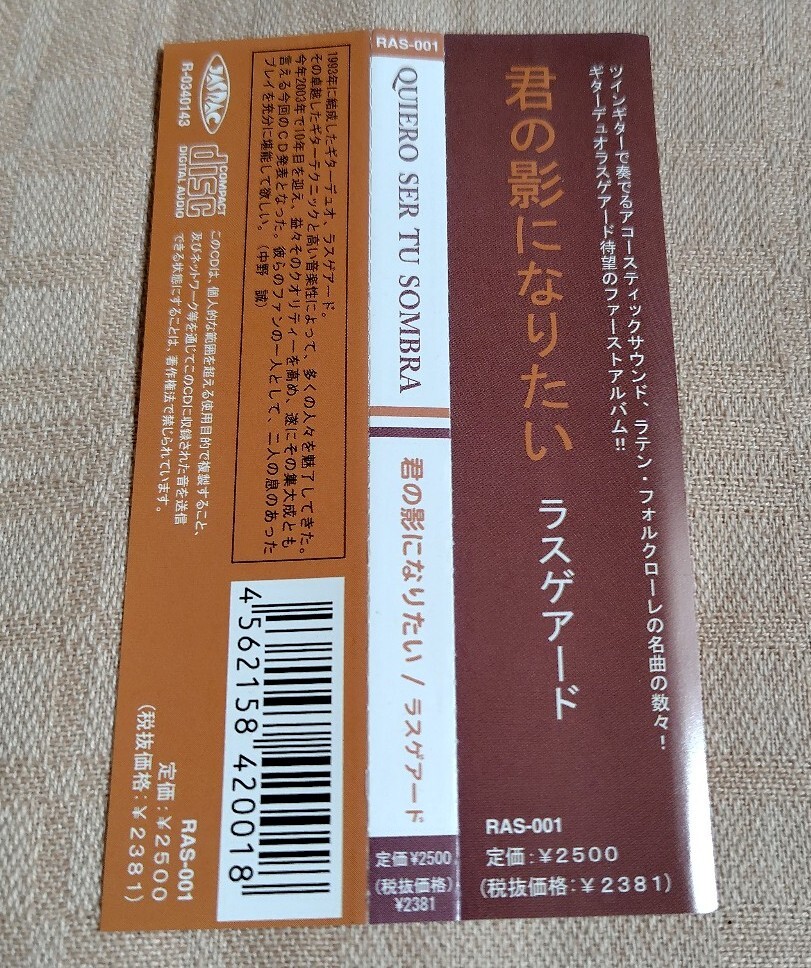 ツインギターで奏でるアコースティックサウンド、ラテン・フォルクローレの名曲の数々！
ギターデュオラスゲアード待望のファーストアルバム!!
君の影になりたい
ラスゲアード
RAS-001
定価：￥2500
(税抜価格：￥2381)
RAS-001
QUIERO SER TU SOMBRA
君の影になりたい / ラスゲアード
定価 ¥2500
(税抜価格)
¥2381
1993年に結成したギターデュオ、ラスゲアード。
その卓越したギターテクニックと高い音楽性によって、多くの人々を魅了してきた。
今年2003年で10年目を迎え、益々そのクオリティーを高め、遂にその集大成とも
言える今回のCD発表となった。彼らのファンの一人として、二人の息のあった
プレイを充分に堪能して欲しい。（中野　誠）
JASRAC
R-0340143
COMPACT
disc
DIGITAL AUDIO
このCDは、個人的な範囲を超える使用目的で複製すること、
及びネットワーク等を通じてこのCDに収録された音を送信
できる状態にすることは、著作権法で禁じられています。
4562158420018
RAS-001
定価：￥2500
(税抜価格：￥2381)